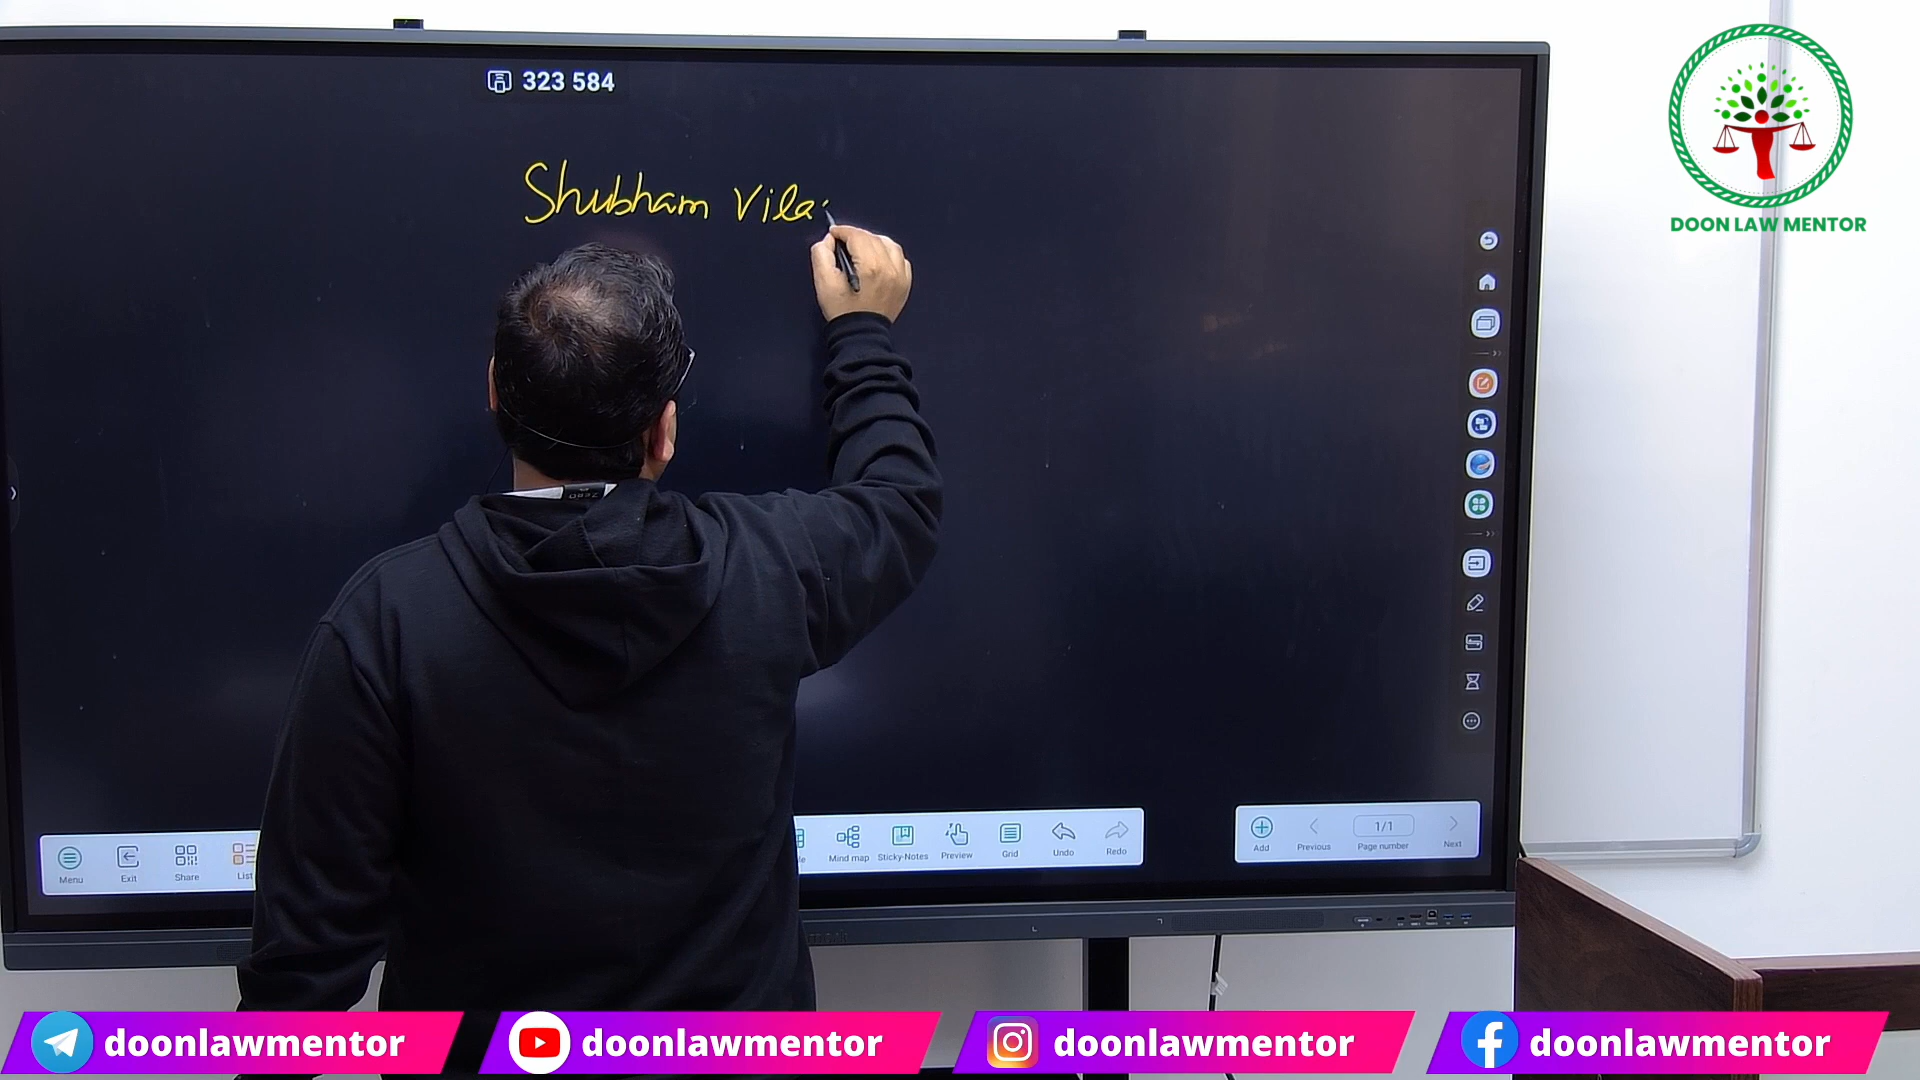 323 584
DOON LAW MENTOR
Shubham Vila
ZERO
Menu
Exit
Share
List
Mind map
Sticky-Notes
Preview
Grid
Undo
Redo
Add
Previous
1/1
Page number
Next
doonlawmentor
doonlawmentor
doonlawmentor
doonlawmentor